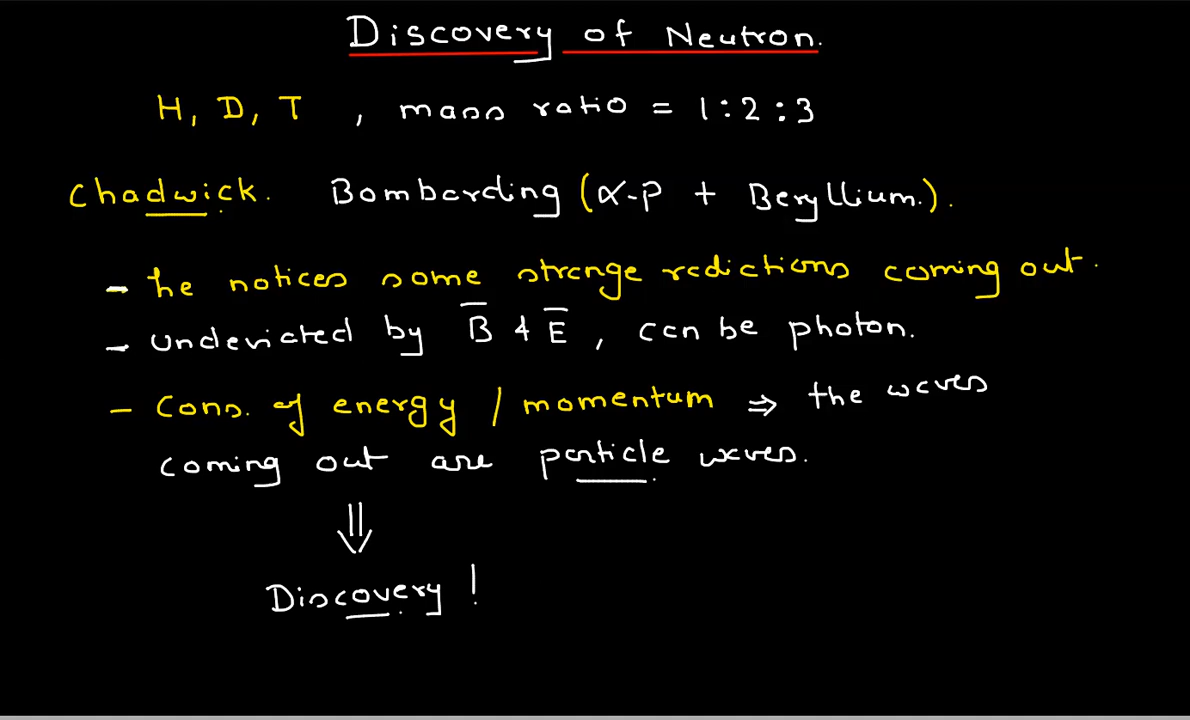 Discovery of Neutron.
H, D, T , mass ratio = 1:2:3
Chadwick. Bombarding (α-p + Beryllium.).
- he notices some strange radiations coming out.
- undeviated by B̅ & E̅ , can be photon.
- Cons. of energy / momentum ⇒ the waves
coming out are particle waves.
⇓
Discovery !